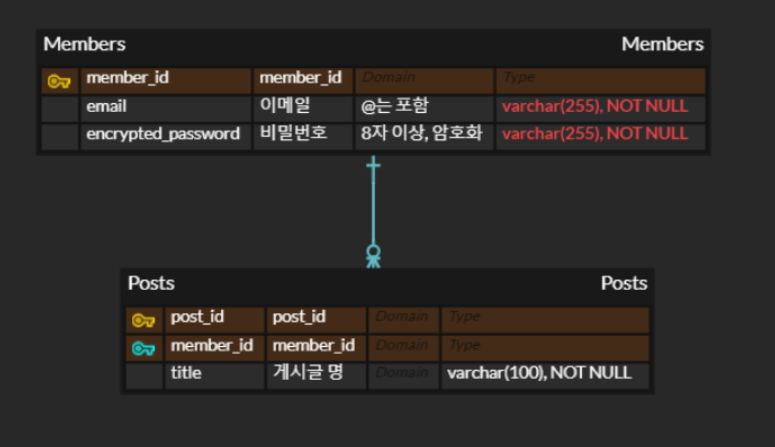 Members Members
member_id member_id Domain Type
email 이메일 @는 포함 varchar(255), NOT NULL
encrypted_password 비밀번호 8자 이상, 암호화 varchar(255), NOT NULL
Posts Posts
post_id post_id Domain Type
member_id member_id Domain Type
title 게시글 명 Domain varchar(100), NOT NULL